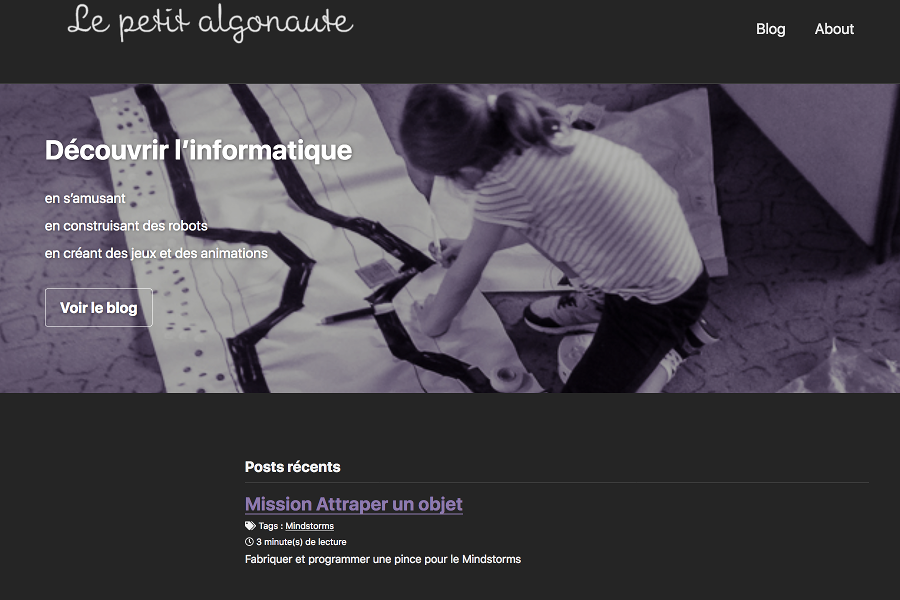 Le petit algonaute
Blog
About
Découvrir l’informatique
en s’amusant
en construisant des robots
en créant des jeux et des animations
Voir le blog
Posts récents
Mission Attraper un objet
Tags : Mindstorms
3 minute(s) de lecture
Fabriquer et programmer une pince pour le Mindstorms